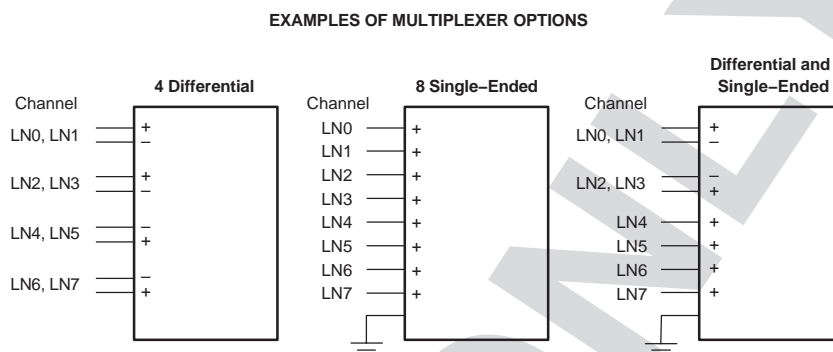 EXAMPLES OF MULTIPLEXER OPTIONS
4 Differential
Channel
LN0, LN1
+
−
LN2, LN3
+
−
LN4, LN5
−
+
LN6, LN7
−
+
8 Single−Ended
Channel
LN0 +
LN1 +
LN2 +
LN3 +
LN4 +
LN5 +
LN6 +
LN7 +
Differential and
Single−Ended
Channel
LN0, LN1
+
−
LN2, LN3
−
+
LN4 +
LN5 +
LN6 +
LN7 +